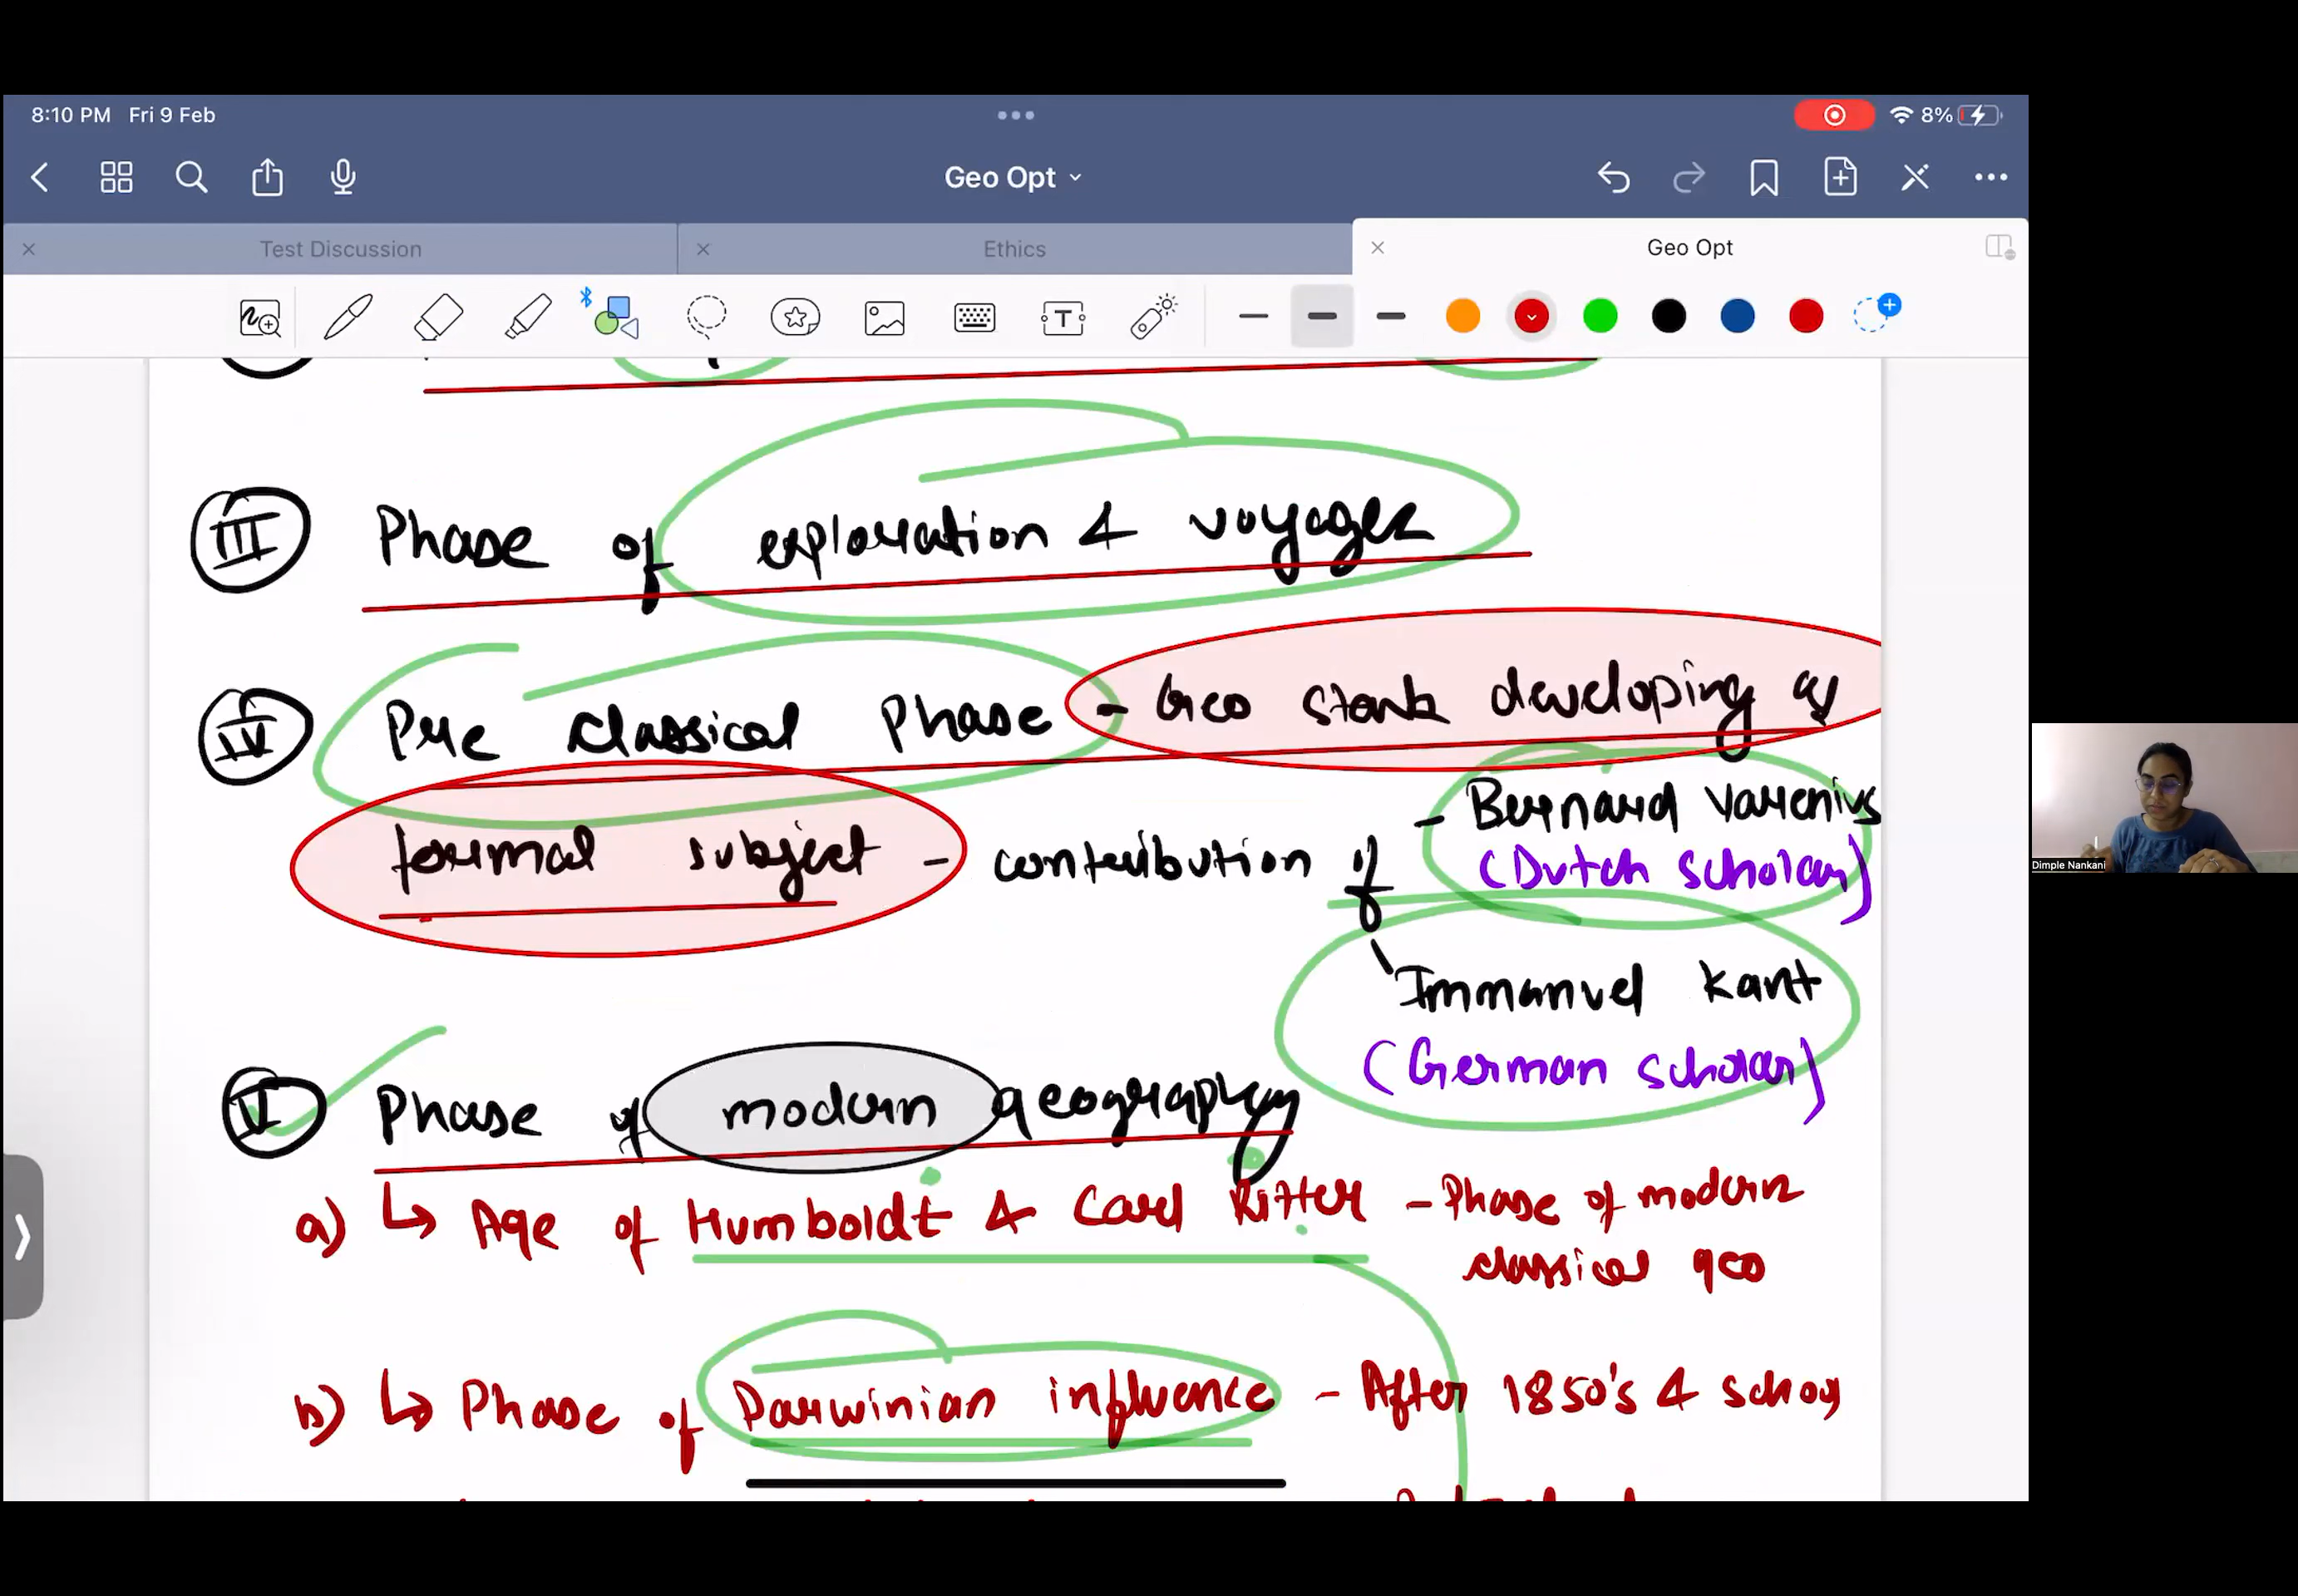 8:10 PM Fri 9 Feb
8%
Geo Opt
Test Discussion
Ethics
Geo Opt
III Phase of exploration & voyages
IV Pre classical Phase - Geo starts developing as
formal subject - contribution of - Bernard Varenius
(Dutch scholar)
Immanuel Kant
(German scholar)
V Phase of modern geography
a) ↳ Age of Humboldt & Carl Ritter - Phase of modern
classical geo
b) ↳ Phase of Darwinian influence - After 1850's &
Dimple Nankani